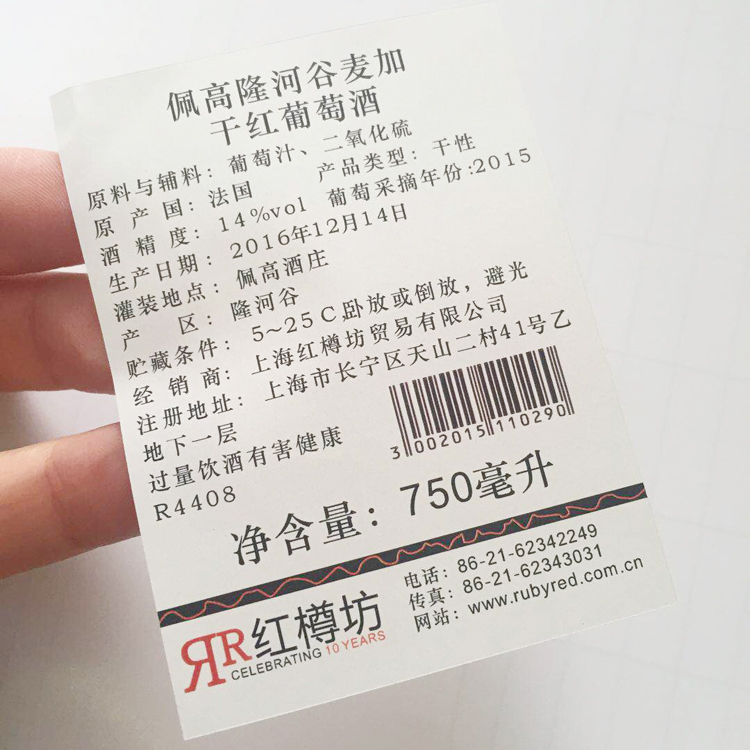 佩高隆河谷麦加
干红葡萄酒
原料与辅料：葡萄汁、二氧化硫
原产国：法国 产品类型：干性
酒精度：14%vol 葡萄采摘年份:2015
生产日期：2016年12月14日
灌装地点：佩高酒庄
产区：隆河谷
贮藏条件：5~25C,卧放或倒放，避光
经销商：上海红樽坊贸易有限公司
注册地址：上海市长宁区天山二村41号乙
地下一层
过量饮酒有害健康
R4408
3 002015 110290
净含量：750毫升
RR红樽坊
CELEBRATING 10 YEARS
电话：86-21-62342249
传真：86-21-62343031
网站：www.rubyred.com.cn